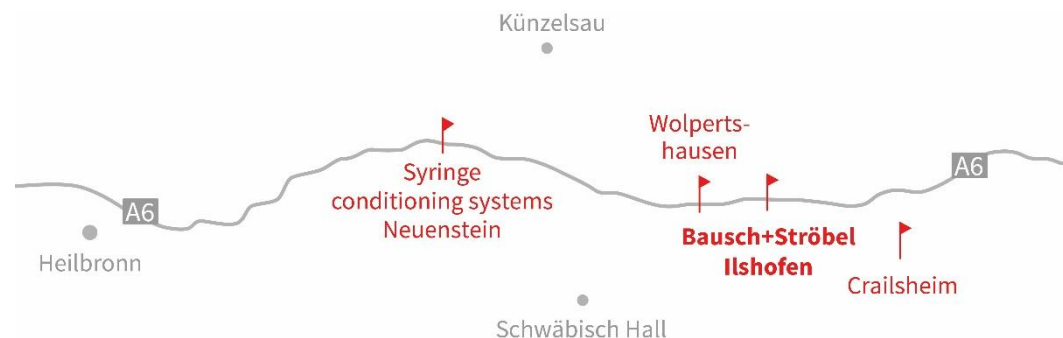 Künzelsau
Wolperts-
hausen
A6
Syringe
conditioning systems
Neuenstein
A6
Bausch+Ströbel
Ilshofen
Heilbronn
Crailsheim
Schwäbisch Hall